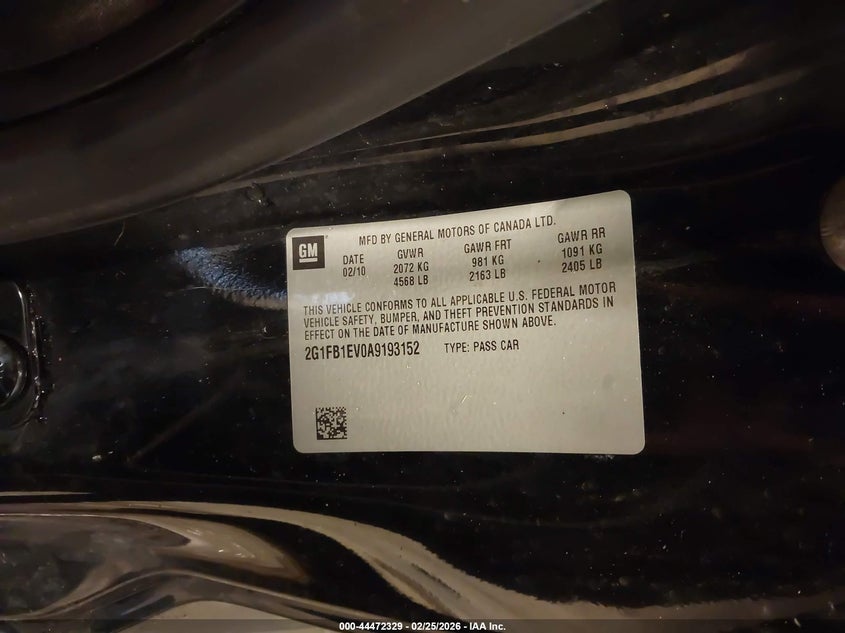 GM
MFD BY GENERAL MOTORS OF CANADA LTD.
DATE GVWR GAWR FRT GAWR RR
02/10 2072 KG 981 KG 1091 KG
4568 LB 2163 LB 2405 LB
THIS VEHICLE CONFORMS TO ALL APPLICABLE U.S. FEDERAL MOTOR
VEHICLE SAFETY, BUMPER, AND THEFT PREVENTION STANDARDS IN
EFFECT ON THE DATE OF MANUFACTURE SHOWN ABOVE.
2G1FB1EV0A9193152 TYPE: PASS CAR
000-44472329 - 02/25/2026 - IAA Inc.